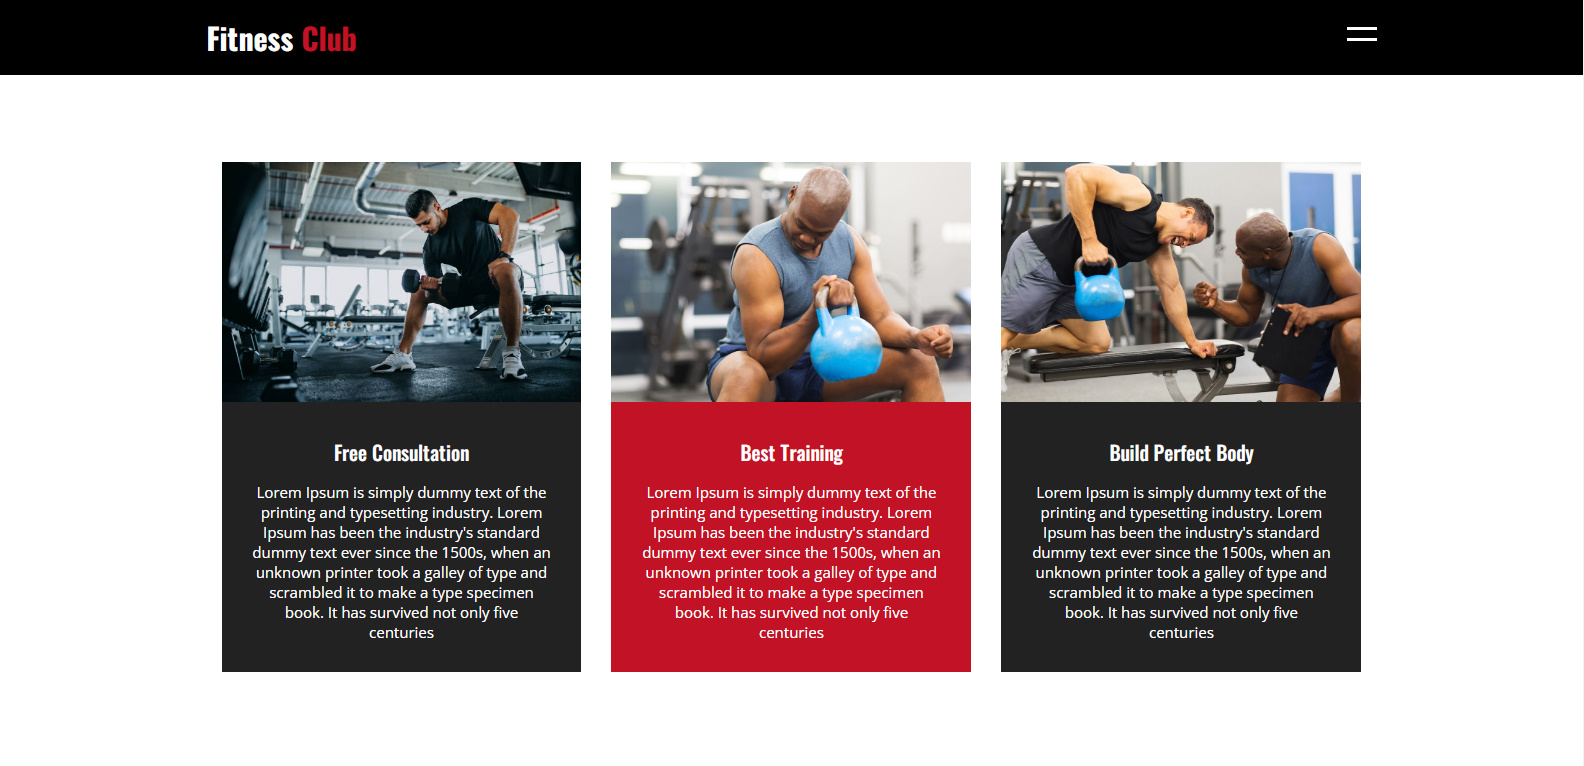 Fitness Club
Free Consultation
Lorem Ipsum is simply dummy text of the
printing and typesetting industry. Lorem
Ipsum has been the industry's standard
dummy text ever since the 1500s, when an
unknown printer took a galley of type and
scrambled it to make a type specimen
book. It has survived not only five
centuries
Best Training
Lorem Ipsum is simply dummy text of the
printing and typesetting industry. Lorem
Ipsum has been the industry's standard
dummy text ever since the 1500s, when an
unknown printer took a galley of type and
scrambled it to make a type specimen
book. It has survived not only five
centuries
Build Perfect Body
Lorem Ipsum is simply dummy text of the
printing and typesetting industry. Lorem
Ipsum has been the industry's standard
dummy text ever since the 1500s, when an
unknown printer took a galley of type and
scrambled it to make a type specimen
book. It has survived not only five
centuries